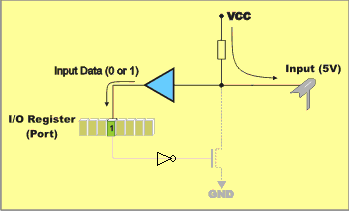 VCC
Input Data (0 or 1)
Input (5V)
I/O Register
(Port)
1
GND